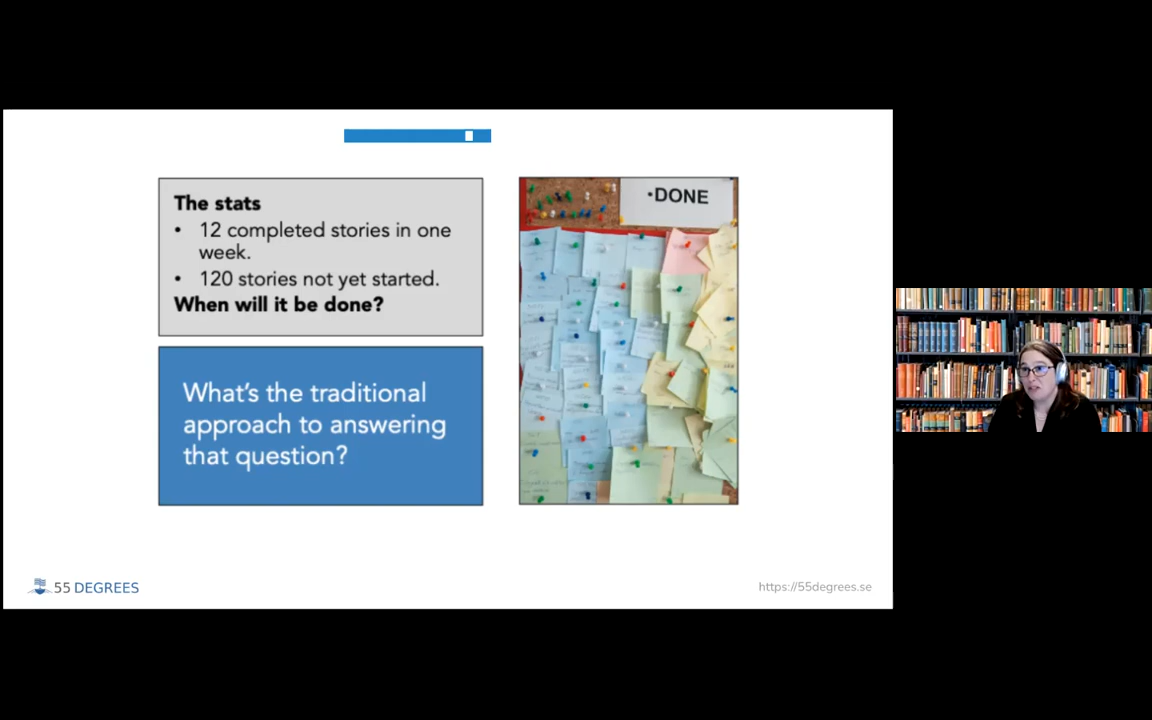 The stats
• 12 completed stories in one
week.
• 120 stories not yet started.
When will it be done?
What's the traditional
approach to answering
that question?
•DONE
55 DEGREES
https://55degrees.se